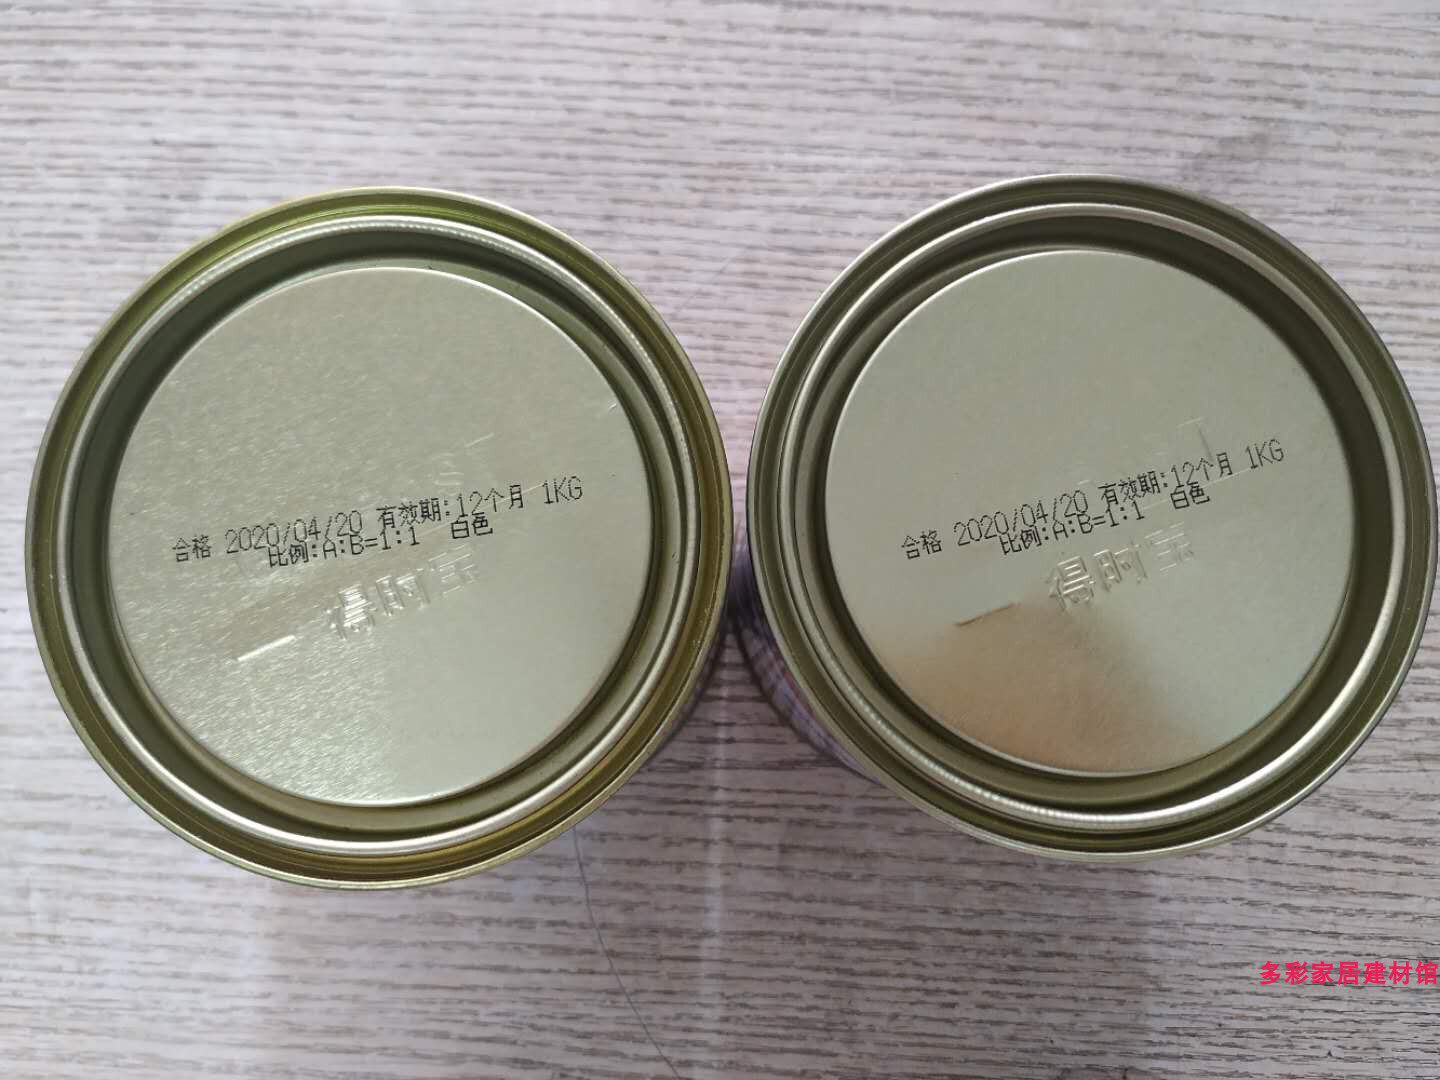 合格 2020/04/20 有效期:12个月 1KG
比例:A:B=1:1 白色
得时宝
合格 2020/04/20 有效期:12个月 1KG
比例:A:B=1:1 白色
得时宝
多彩家居建材馆